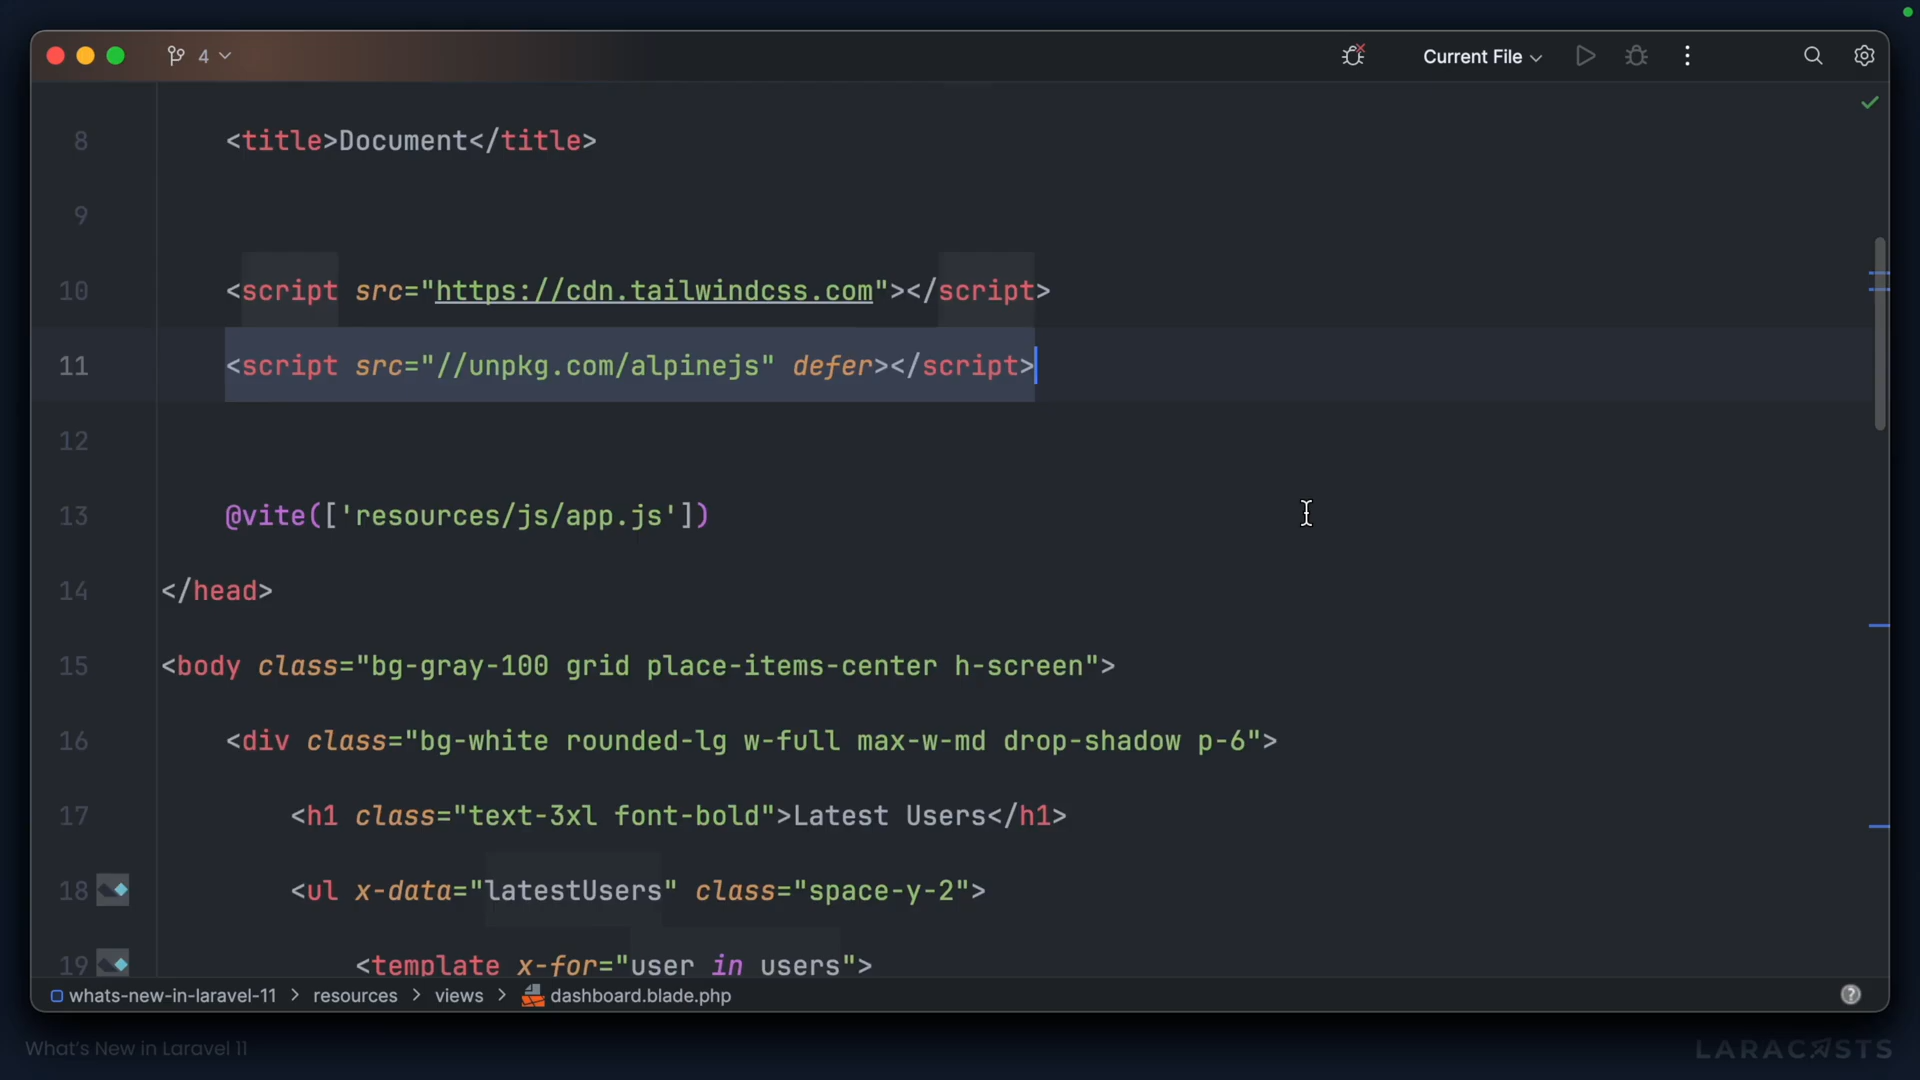 4
Current File
8 <title>Document</title>
9
10 <script src="https://cdn.tailwindcss.com"></script>
11 <script src="//unpkg.com/alpinejs" defer></script>
12
13 @vite(['resources/js/app.js'])
14 </head>
15 <body class="bg-gray-100 grid place-items-center h-screen">
16 <div class="bg-white rounded-lg w-full max-w-md drop-shadow p-6">
17 <h1 class="text-3xl font-bold">Latest Users</h1>
18 <ul x-data="latestUsers" class="space-y-2">
19 <template x-for="user in users">
whats-new-in-laravel-11 > resources > views > dashboard.blade.php
What's New in Laravel 11
LARACASTS